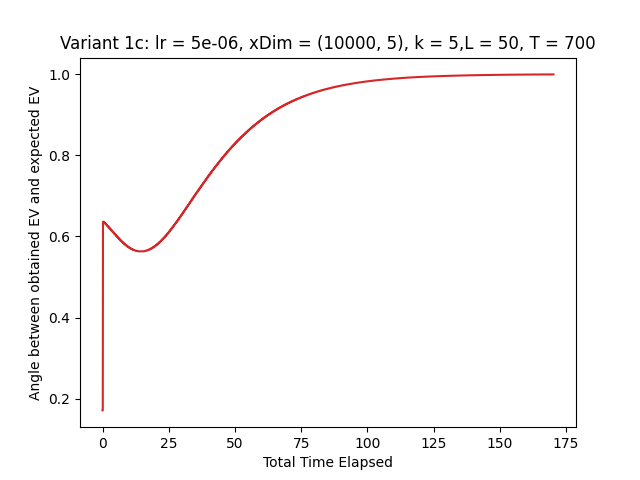 Variant 1c: lr = 5e-06, xDim = (10000, 5), k = 5,L = 50, T = 700
Angle between obtained EV and expected EV
1.0
0.8
0.6
0.4
0.2
0 25 50 75 100 125 150 175
Total Time Elapsed